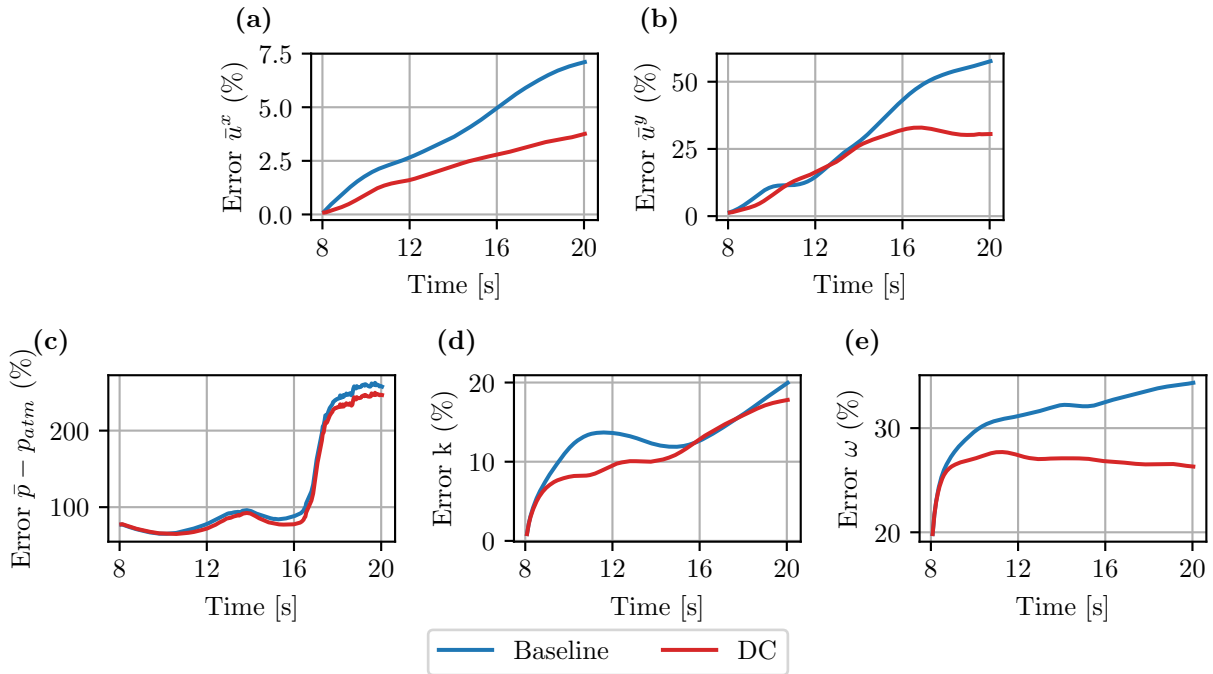 (a)
Error ū^x (%)
7.5
5.0
2.5
0.0
8 12 16 20
Time [s]
(b)
Error ū^y (%)
50
25
0
8 12 16 20
Time [s]
(c)
Error p̄ − p_atm (%)
200
100
8 12 16 20
Time [s]
(d)
Error k (%)
20
10
0
8 12 16 20
Time [s]
(e)
Error ω (%)
30
20
8 12 16 20
Time [s]
Baseline DC